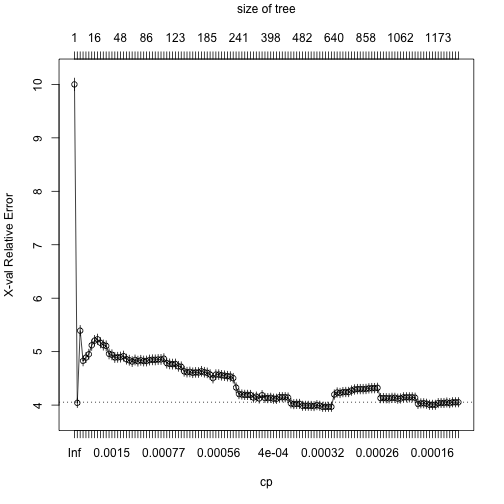 size of tree
1 16 48 86 123 185 241 398 482 640 858 1062 1173
10
9
8
7
6
5
4
X-val Relative Error
Inf 0.0015 0.00077 0.00056 4e-04 0.00032 0.00026 0.00016
cp